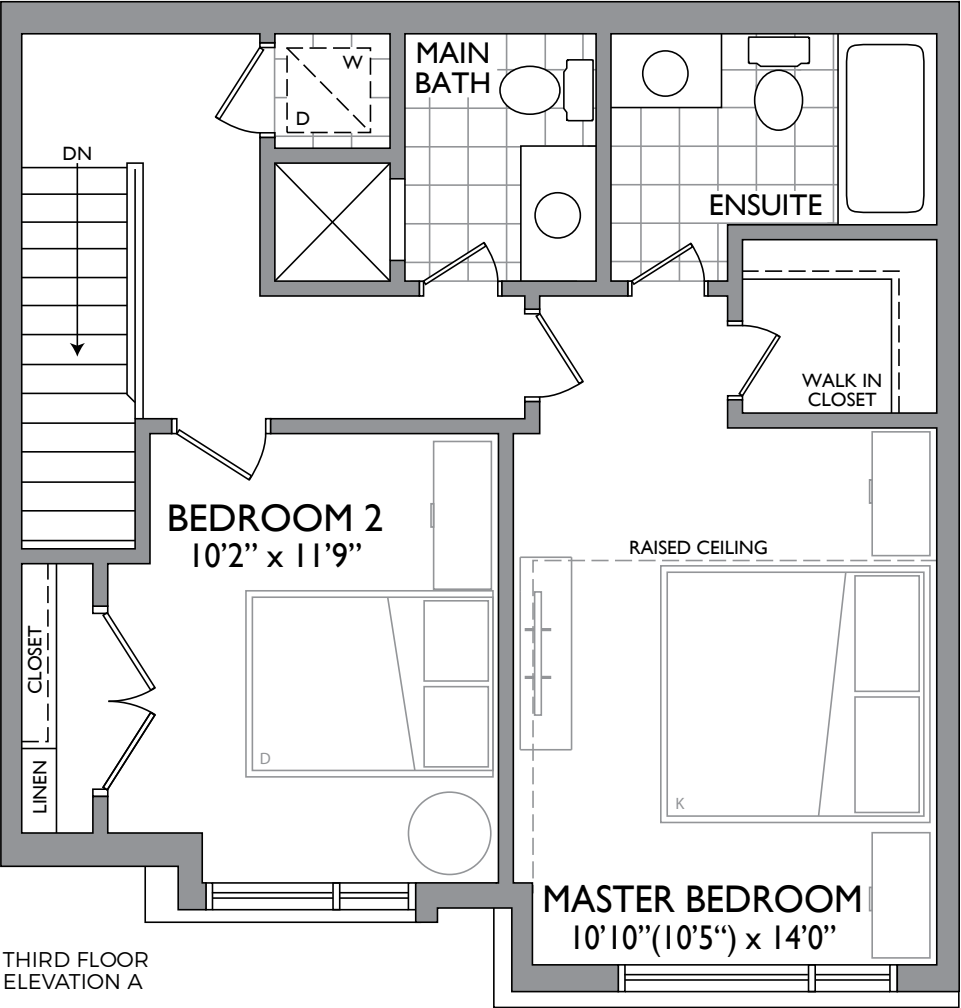 MAIN
BATH
W
D
DN
ENSUITE
WALK IN
CLOSET
BEDROOM 2
10'2” x 11'9”
RAISED CEILING
CLOSET
LINEN
D
K
MASTER BEDROOM
10'10”(10'5“) x 14'0”
THIRD FLOOR
ELEVATION A